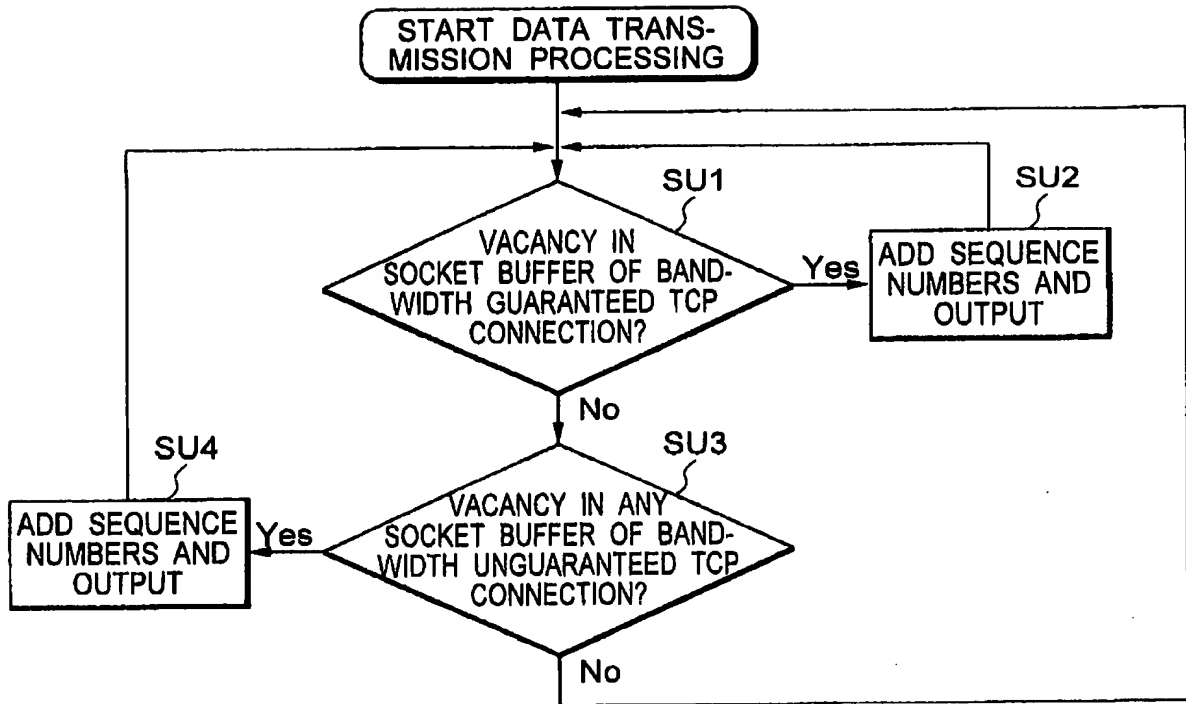 START DATA TRANS-
MISSION PROCESSING
SU1
VACANCY IN
SOCKET BUFFER OF BAND-
WIDTH GUARANTEED TCP
CONNECTION?
Yes
SU2
ADD SEQUENCE
NUMBERS AND
OUTPUT
No
SU3
VACANCY IN ANY
SOCKET BUFFER OF BAND-
WIDTH UNGUARANTEED TCP
CONNECTION?
Yes
SU4
ADD SEQUENCE
NUMBERS AND
OUTPUT
No